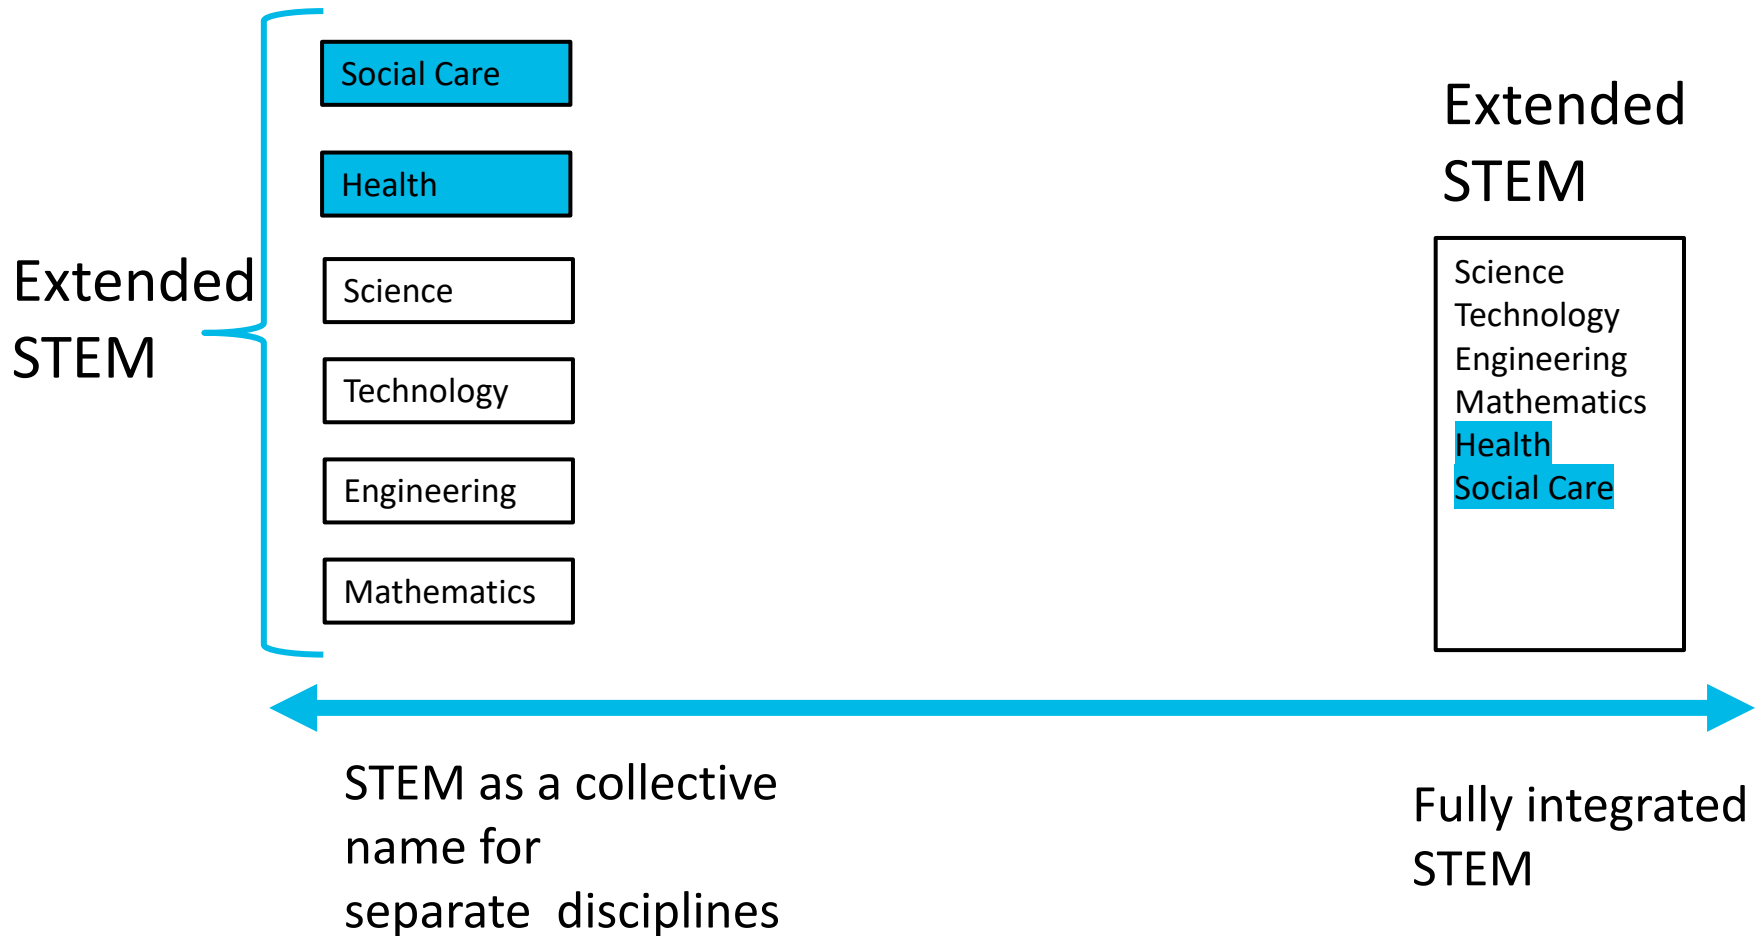 Extended
STEM
Social Care
Health
Science
Technology
Engineering
Mathematics
Extended
STEM
Science
Technology
Engineering
Mathematics
Health
Social Care
STEM as a collective
name for
separate  disciplines
Fully integrated
STEM